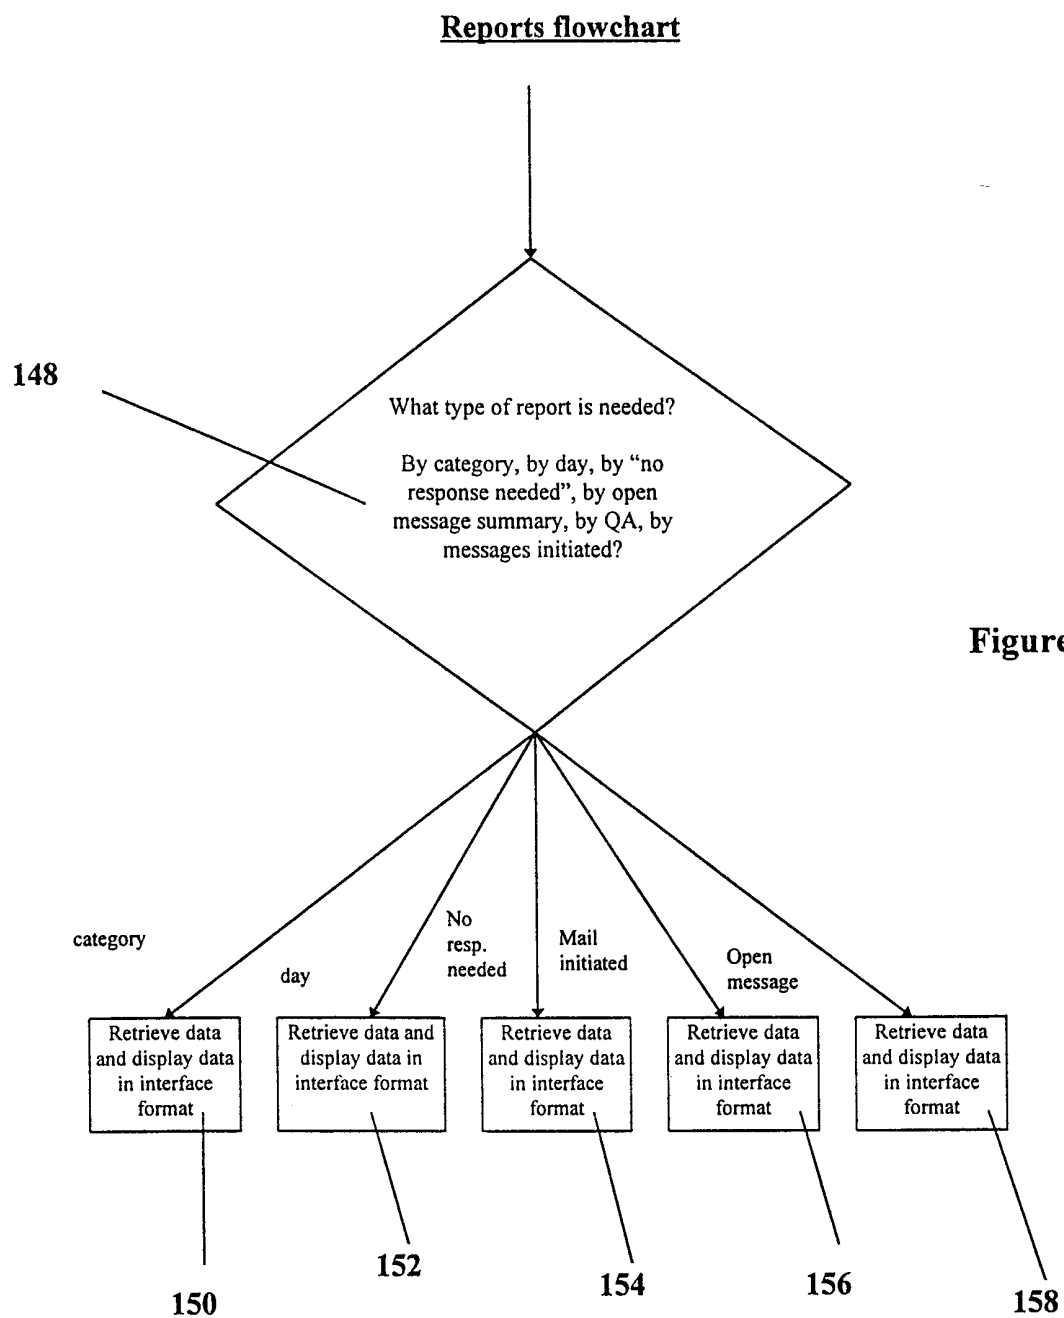 Reports flowchart
148
What type of report is needed?
By category, by day, by “no
response needed”, by open
message summary, by QA, by
messages initiated?
Figure
category
day
No
resp.
needed
Mail
initiated
Open
message
Retrieve data
and display data
in interface
format
Retrieve data and
display data in
interface format
Retrieve data
and display data
in interface
format
Retrieve data
and display data
in interface
format
Retrieve data
and display data
in interface
format
150
152
154
156
158